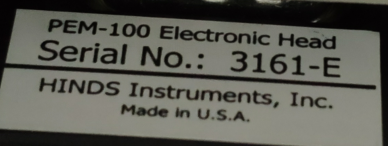 PEM-100 Electronic Head
Serial No.: 3161-E
HINDS Instruments, Inc.
Made in U.S.A.